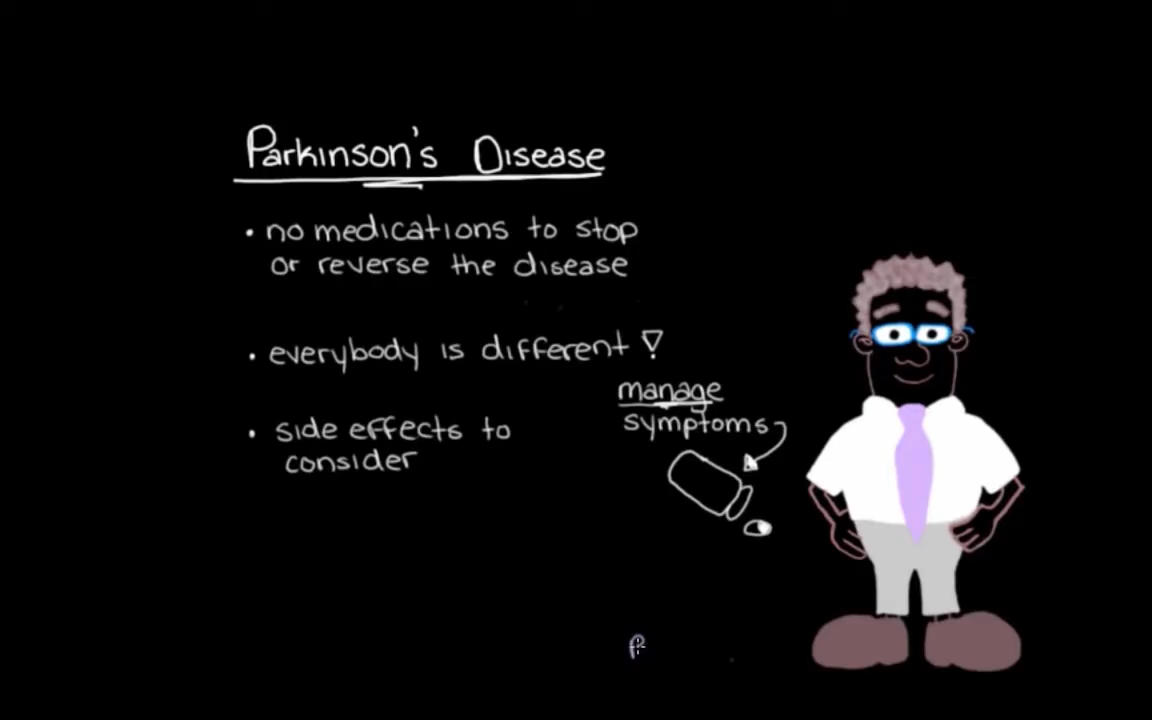 Parkinson's Disease
• no medications to stop
or reverse the disease
• everybody is different!
manage
symptoms
• side effects to
consider